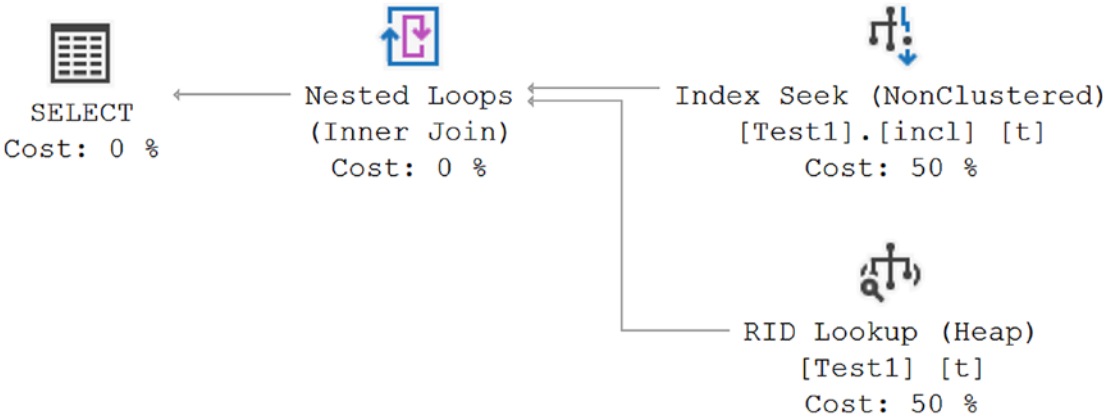 SELECT
Cost: 0 %
Nested Loops
(Inner Join)
Cost: 0 %
Index Seek (NonClustered)
[Test1].[incl] [t]
Cost: 50 %
RID Lookup (Heap)
[Test1] [t]
Cost: 50 %